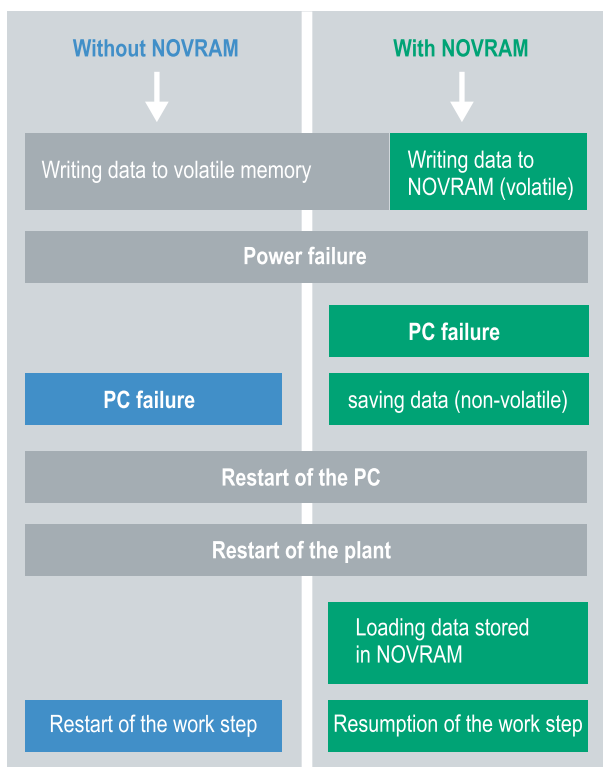 Without NOVRAM
With NOVRAM
Writing data to volatile memory
Writing data to
NOVRAM (volatile)
Power failure
PC failure
PC failure
saving data (non-volatile)
Restart of the PC
Restart of the plant
Loading data stored
in NOVRAM
Restart of the work step
Resumption of the work step